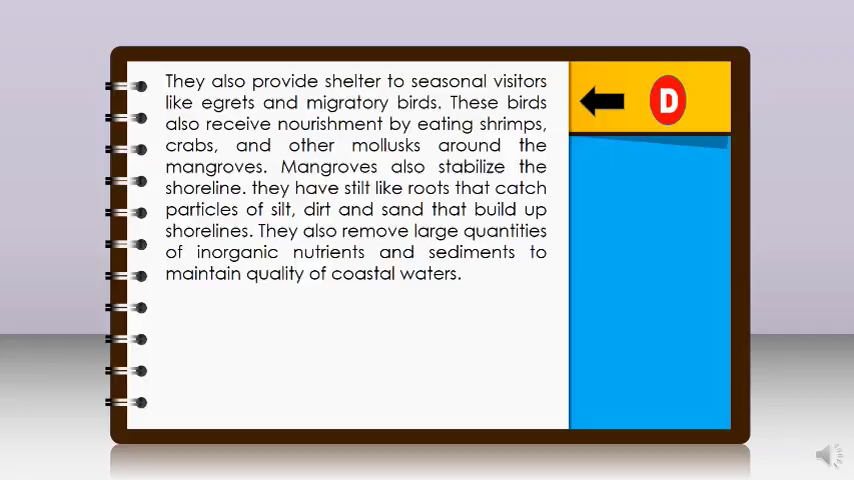 They also provide shelter to seasonal visitors
like egrets and migratory birds. These birds
also receive nourishment by eating shrimps,
crabs, and other mollusks around the
mangroves. Mangroves also stabilize the
shoreline. they have stilt like roots that catch
particles of silt, dirt and sand that build up
shorelines. They also remove large quantities
of inorganic nutrients and sediments to
maintain quality of coastal waters.
D